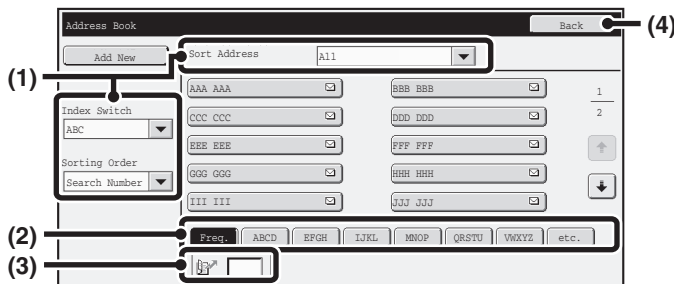 Address Book
Back
(4)
Add New
Sort Address
All
(1)
AAA AAA
BBB BBB
1
Index Switch
ABC
CCC CCC
DDD DDD
2
EEE EEE
FFF FFF
Sorting Order
Search Number
GGG GGG
HHH HHH
III III
JJJ JJJ
(2)
Freq.
ABCD
EFGH
IJKL
MNOP
QRSTU
VWXYZ
etc.
(3)